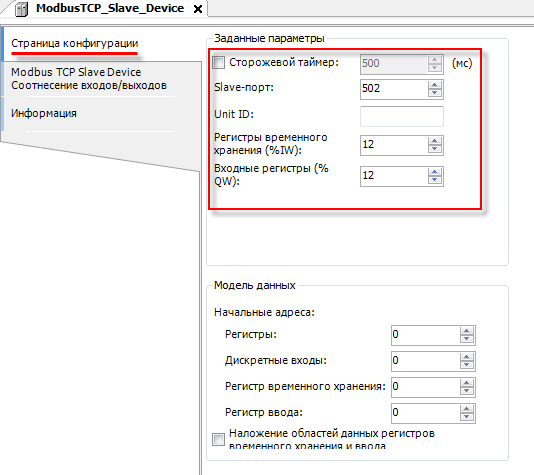 ModbusTCP_Slave_Device
Страница конфигурации
Modbus TCP Slave Device
Соотнесение входов/выходов
Информация
Заданные параметры
Сторожевой таймер:
500
(мс)
Slave-порт:
502
Unit ID:
Регистры временного
хранения (%IW):
12
Входные регистры (%
QW):
12
Модель данных
Начальные адреса:
Регистры:
0
Дискретные входы:
0
Регистр временного хранения:
0
Регистр ввода:
0
Наложение областей данных регистров
временного хранения и ввода